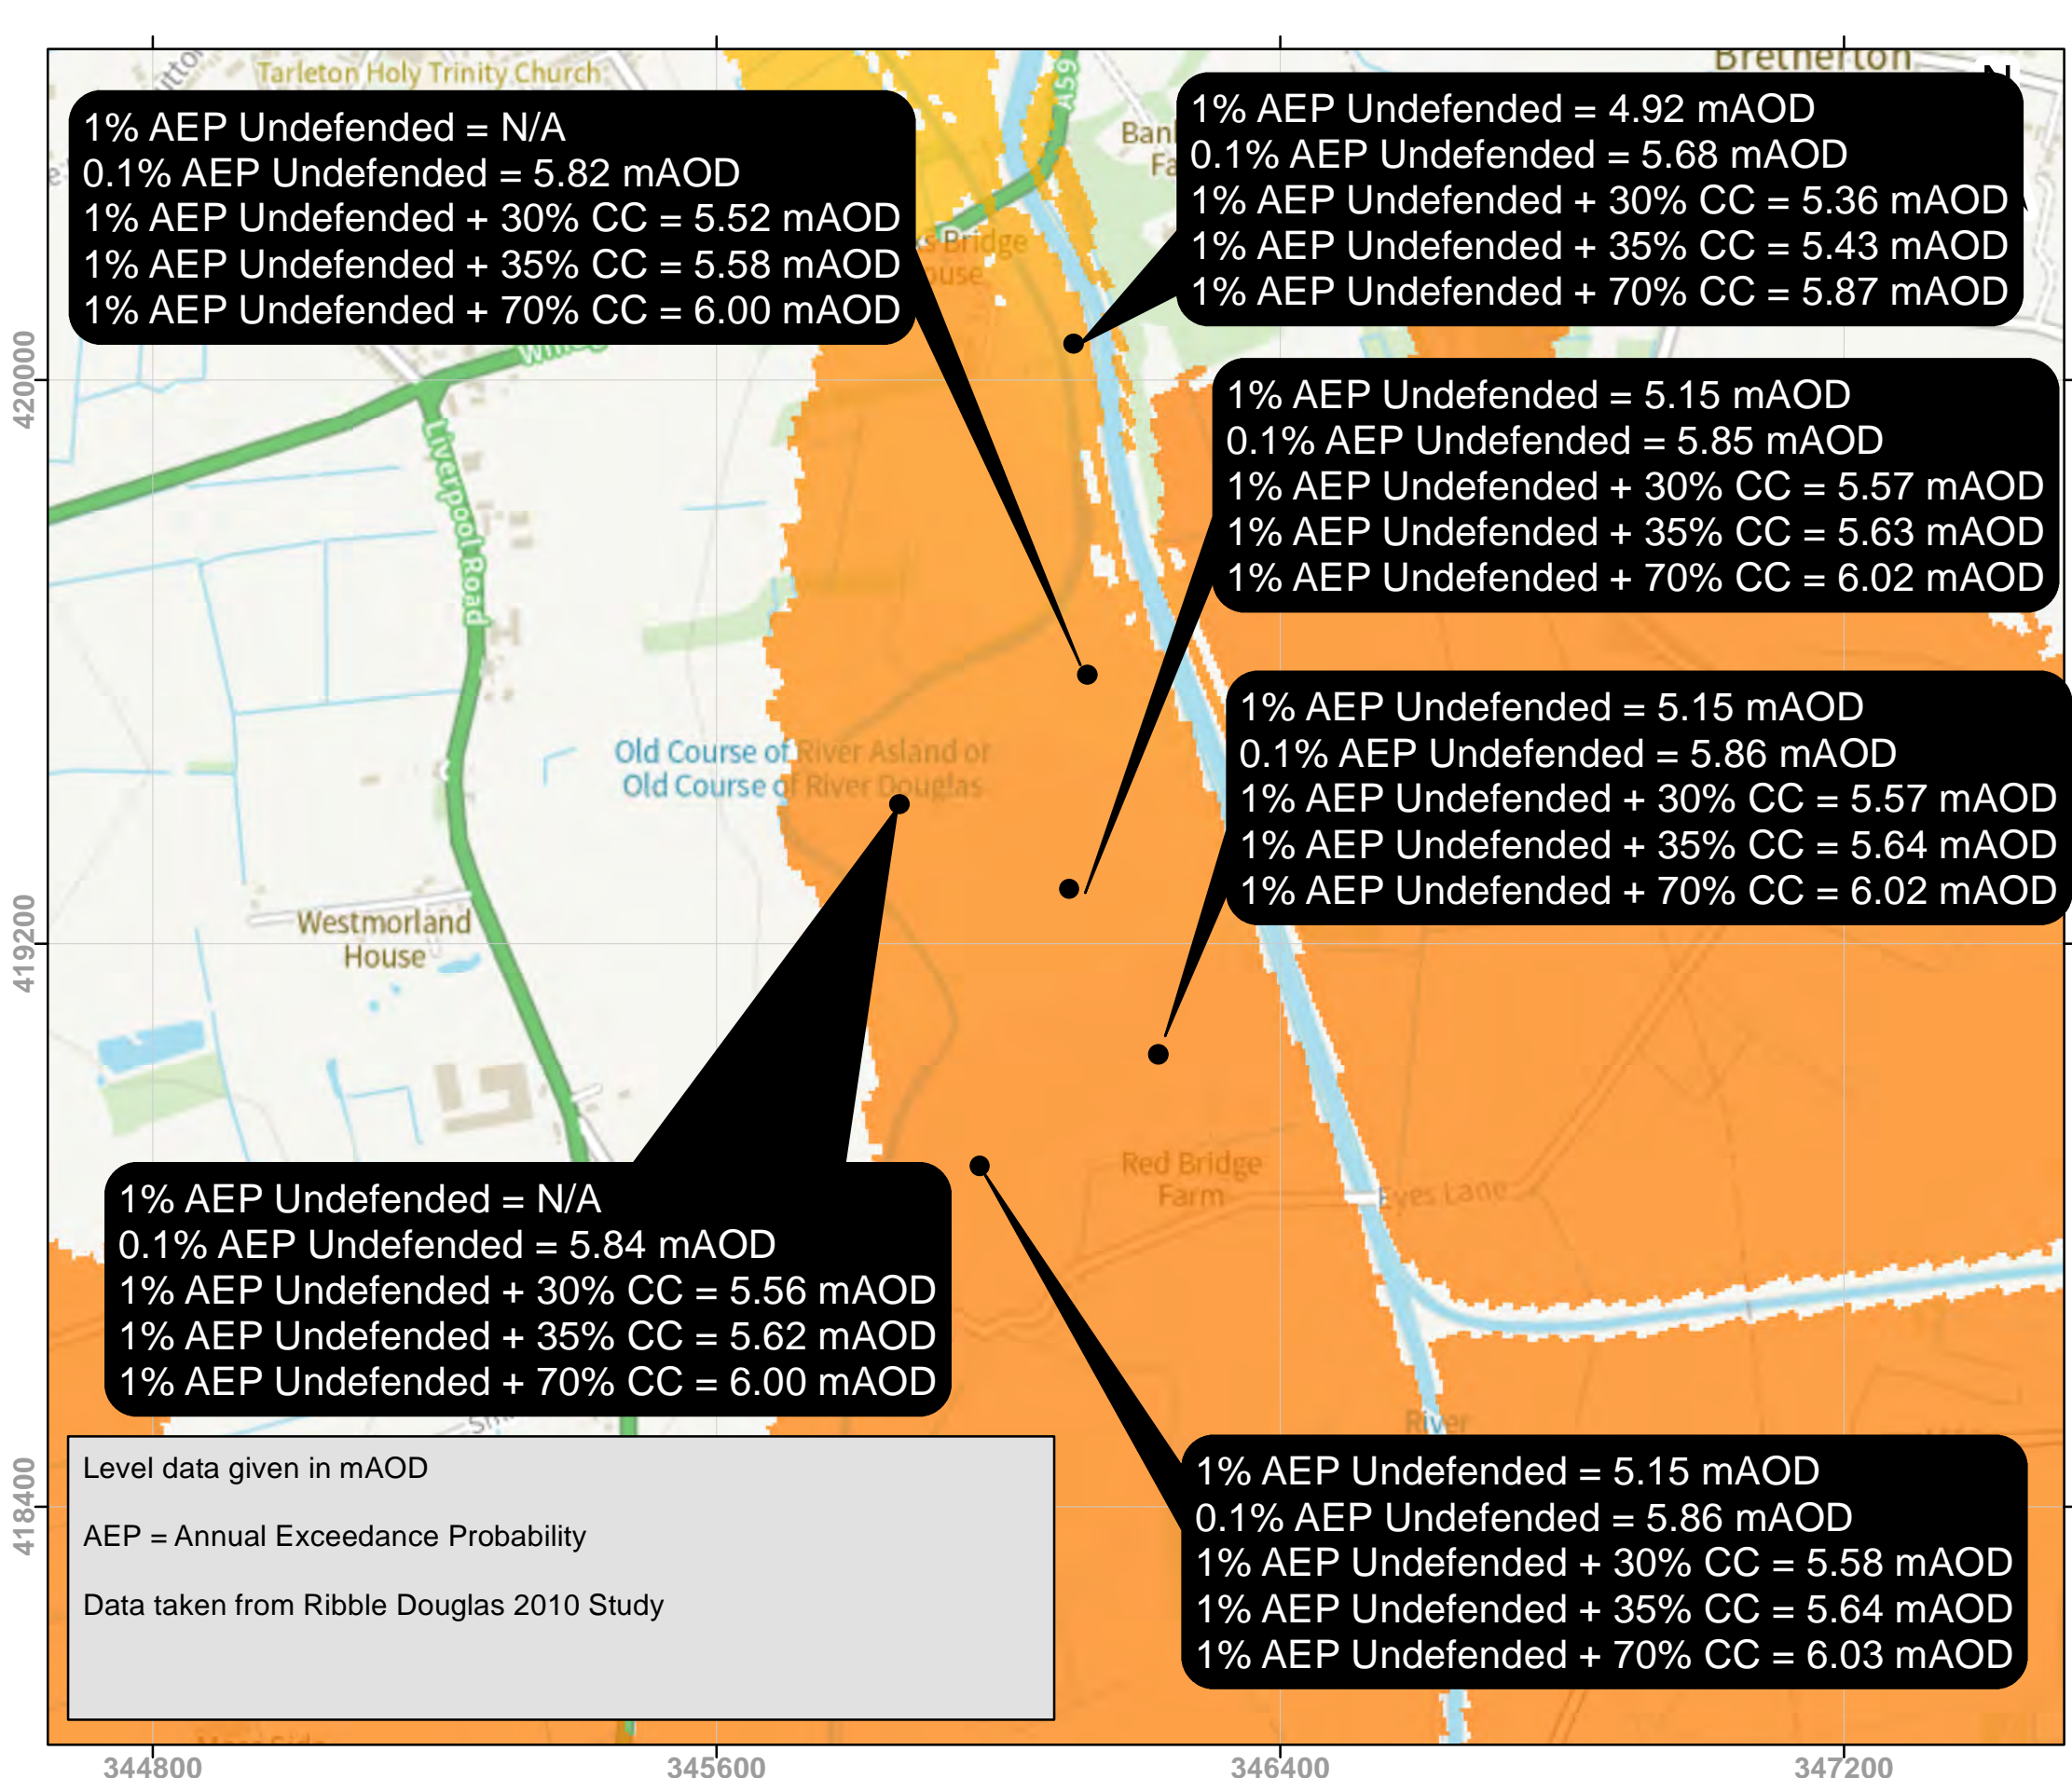 Tarleton Holy Trinity Church
Bretherton
N
A59
1% AEP Undefended = N/A
0.1% AEP Undefended = 5.82 mAOD
1% AEP Undefended + 30% CC = 5.52 mAOD
1% AEP Undefended + 35% CC = 5.58 mAOD
1% AEP Undefended + 70% CC = 6.00 mAOD
1% AEP Undefended = 4.92 mAOD
0.1% AEP Undefended = 5.68 mAOD
1% AEP Undefended + 30% CC = 5.36 mAOD
1% AEP Undefended + 35% CC = 5.43 mAOD
1% AEP Undefended + 70% CC = 5.87 mAOD
Bridge
420000
Liverpool Road
1% AEP Undefended = 5.15 mAOD
0.1% AEP Undefended = 5.85 mAOD
1% AEP Undefended + 30% CC = 5.57 mAOD
1% AEP Undefended + 35% CC = 5.63 mAOD
1% AEP Undefended + 70% CC = 6.02 mAOD
Old Course of River Asland or
Old Course of River Douglas
1% AEP Undefended = 5.15 mAOD
0.1% AEP Undefended = 5.86 mAOD
1% AEP Undefended + 30% CC = 5.57 mAOD
1% AEP Undefended + 35% CC = 5.64 mAOD
1% AEP Undefended + 70% CC = 6.02 mAOD
Westmorland
House
419200
Red Bridge
Farm
Eyes Lane
1% AEP Undefended = N/A
0.1% AEP Undefended = 5.84 mAOD
1% AEP Undefended + 30% CC = 5.56 mAOD
1% AEP Undefended + 35% CC = 5.62 mAOD
1% AEP Undefended + 70% CC = 6.00 mAOD
River
1% AEP Undefended = 5.15 mAOD
0.1% AEP Undefended = 5.86 mAOD
1% AEP Undefended + 30% CC = 5.58 mAOD
1% AEP Undefended + 35% CC = 5.64 mAOD
1% AEP Undefended + 70% CC = 6.03 mAOD
418400
Level data given in mAOD
AEP = Annual Exceedance Probability
Data taken from Ribble Douglas 2010 Study
344800
345600
346400
347200